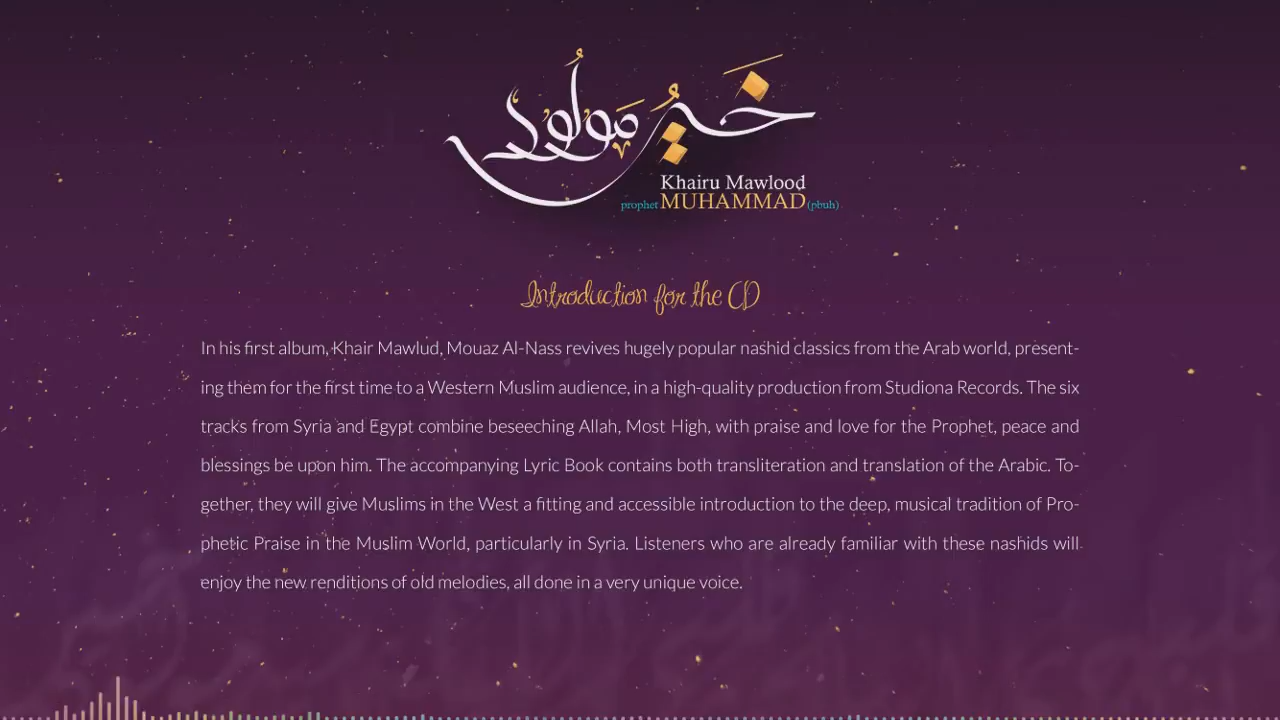 خَيرُ مَولُودٍ
Khairu Mawlood
prophet MUHAMMAD (pbuh)
Introduction for the CD
In his first album, Khair Mawlud, Mouaz Al-Nass revives hugely popular nashid classics from the Arab world, present-
ing them for the first time to a Western Muslim audience, in a high-quality production from Studiona Records. The six
tracks from Syria and Egypt combine beseeching Allah, Most High, with praise and love for the Prophet, peace and
blessings be upon him. The accompanying Lyric Book contains both transliteration and translation of the Arabic. To-
gether, they will give Muslims in the West a fitting and accessible introduction to the deep, musical tradition of Pro-
phetic Praise in the Muslim World, particularly in Syria. Listeners who are already familiar with these nashids will
enjoy the new renditions of old melodies, all done in a very unique voice.